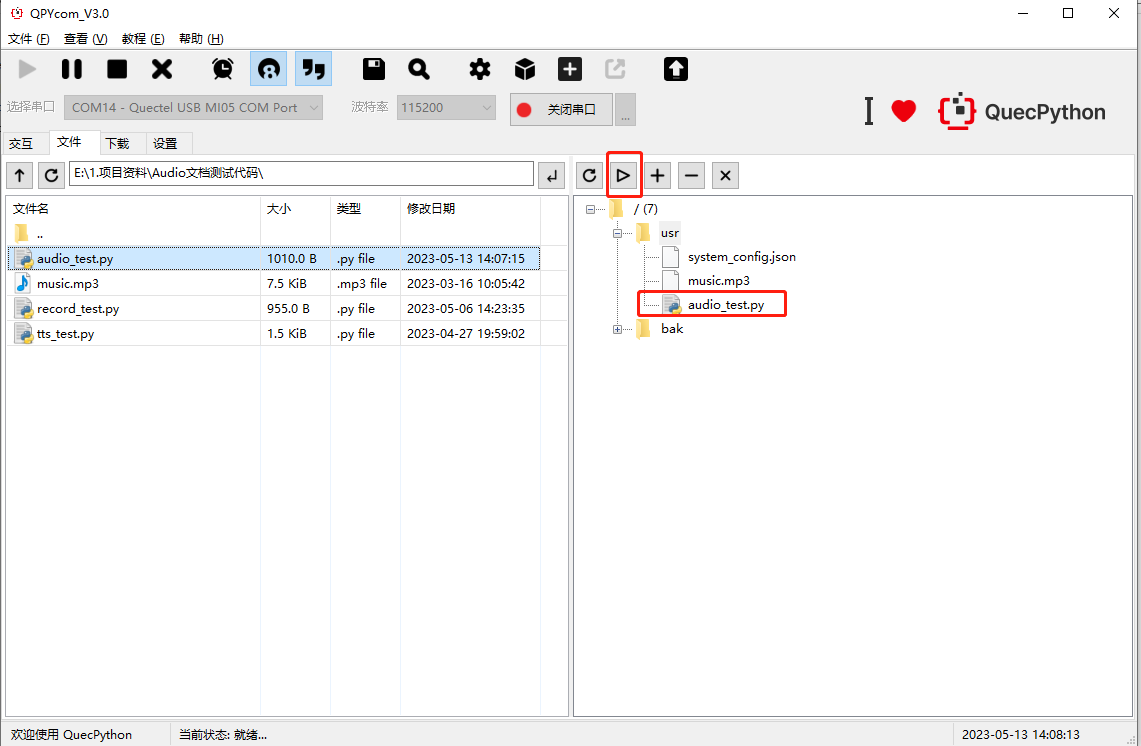 QPYcom_V3.0
文件 (F) 查看 (V) 教程 (E) 帮助 (H)
选择串口 COM14 - Quectel USB MI05 COM Port 波特率 115200 关闭串口 ... I QuecPython
交互 文件 下载 设置
E:\1.项目资料\Audio文档测试代码\
文件名 大小 类型 修改日期
..
audio_test.py 1010.0 B .py file 2023-05-13 14:07:15
music.mp3 7.5 KiB .mp3 file 2023-03-16 10:05:42
record_test.py 955.0 B .py file 2023-05-06 14:23:35
tts_test.py 1.5 KiB .py file 2023-04-27 19:59:02
/ (7)
usr
system_config.json
music.mp3
audio_test.py
bak
欢迎使用 QuecPython 当前状态: 就绪... 2023-05-13 14:08:13